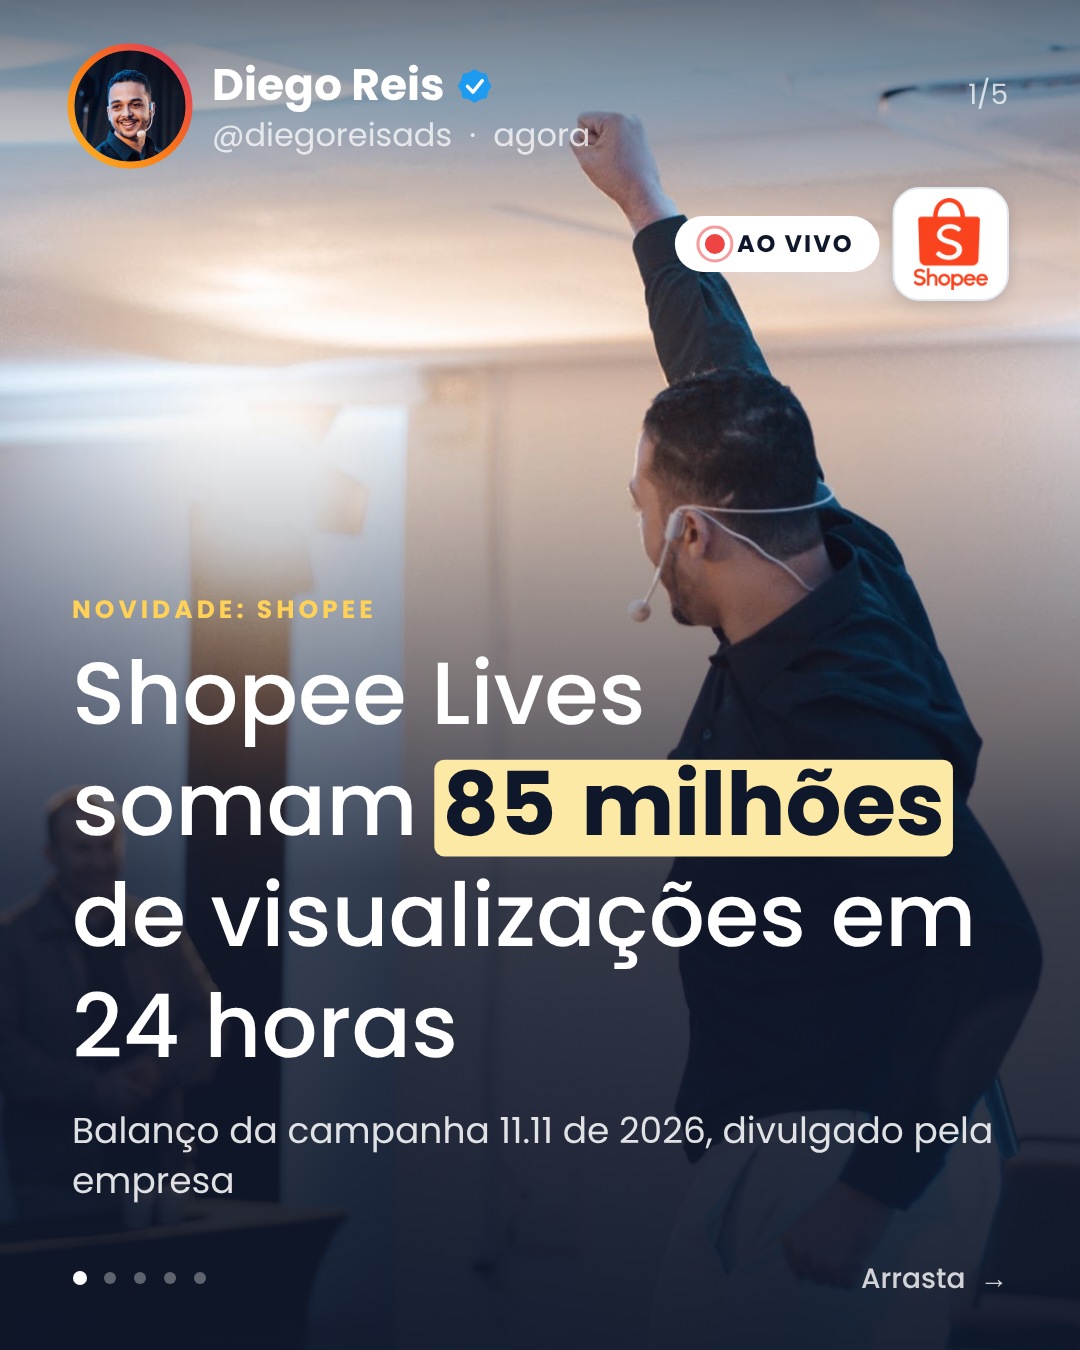 Diego Reis
@diegoreisads · agora
1/5
AO VIVO
S
Shopee
NOVIDADE: SHOPEE
Shopee Lives
somam 85 milhões
de visualizações em
24 horas
Balanço da campanha 11.11 de 2026, divulgado pela
empresa
Arrasta →